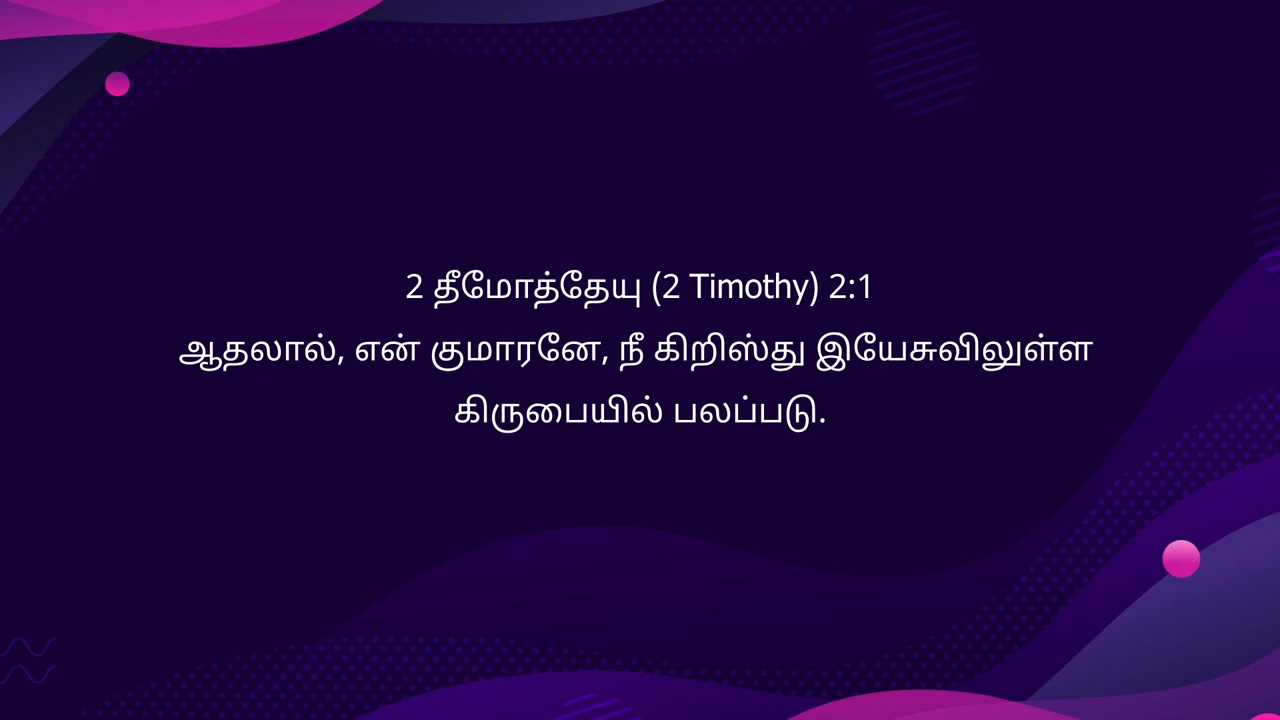 2 தீமோத்தேயு (2 Timothy) 2:1
ஆதலால், என் குமாரனே, நீ கிறிஸ்து இயேசுவிலுள்ள
கிருபையில் பலப்படு.